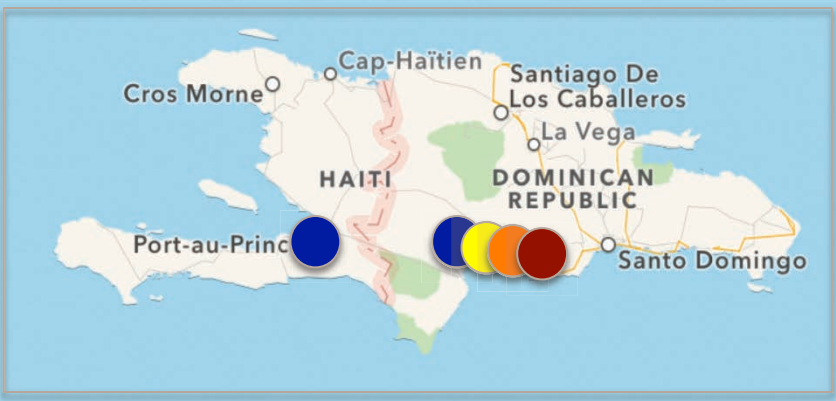 Cap-Haïtien
Santiago De
Los Caballeros
Cros Morne
La Vega
HAITI
DOMINICAN
REPUBLIC
Port-au-Princ
Santo Domingo